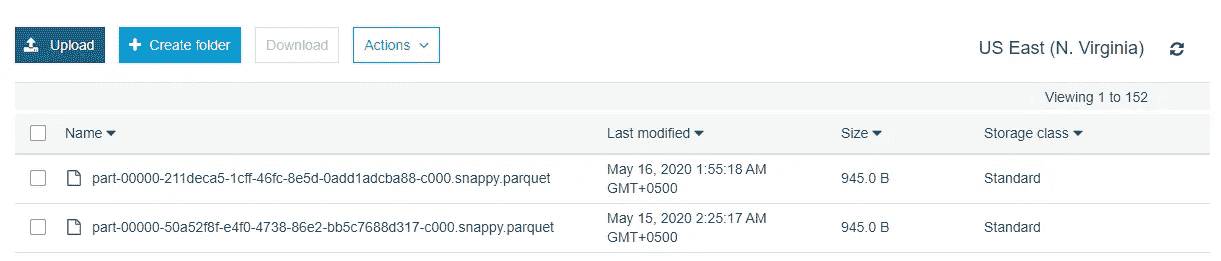 Upload Create folder Download Actions US East (N. Virginia)
Viewing 1 to 152
Name Last modified Size Storage class
part-00000-211deca5-1cff-46fc-8e5d-0add1adcba88-c000.snappy.parquet May 16, 2020 1:55:18 AM 945.0 B Standard
GMT+0500
part-00000-50a52f8f-e4f0-4738-86e2-bb5c7688d317-c000.snappy.parquet May 15, 2020 2:25:17 AM 945.0 B Standard
GMT+0500